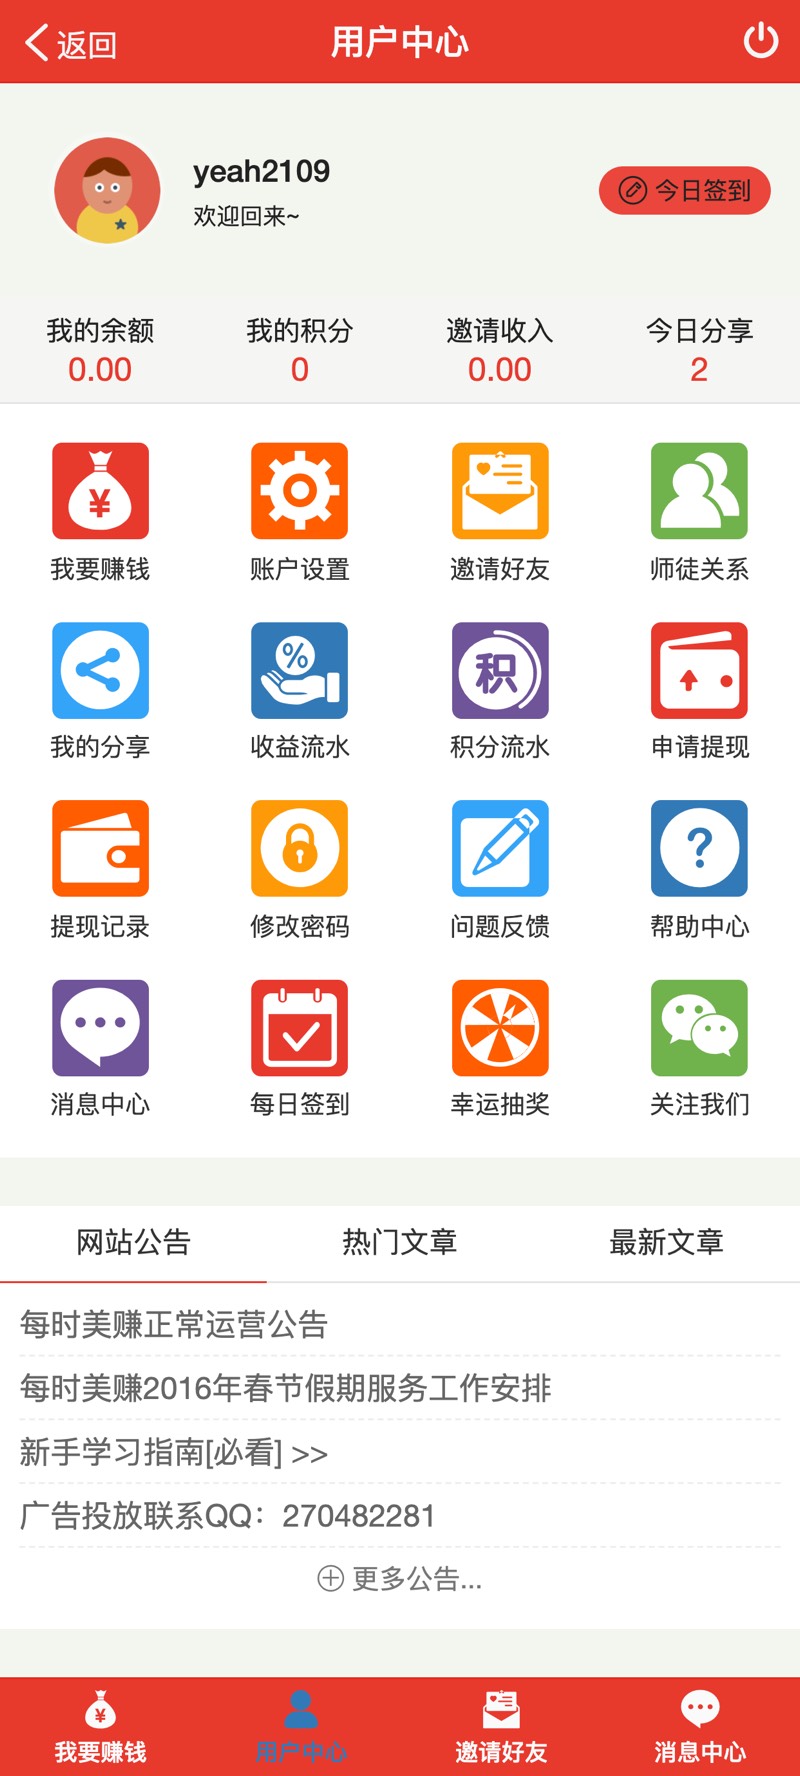 返回
用户中心
yeah2109
欢迎回来~
今日签到
我的余额 我的积分 邀请收入 今日分享
0.00 0 0.00 2
¥
我要赚钱 账户设置 邀请好友 师徒关系
% 积
我的分享 收益流水 积分流水 申请提现
?
提现记录 修改密码 问题反馈 帮助中心
消息中心 每日签到 幸运抽奖 关注我们
网站公告 热门文章 最新文章
每时美赚正常运营公告
每时美赚2016年春节假期服务工作安排
新手学习指南[必看] >>
广告投放联系QQ：270482281
更多公告...
¥
我要赚钱 用户中心 邀请好友 消息中心